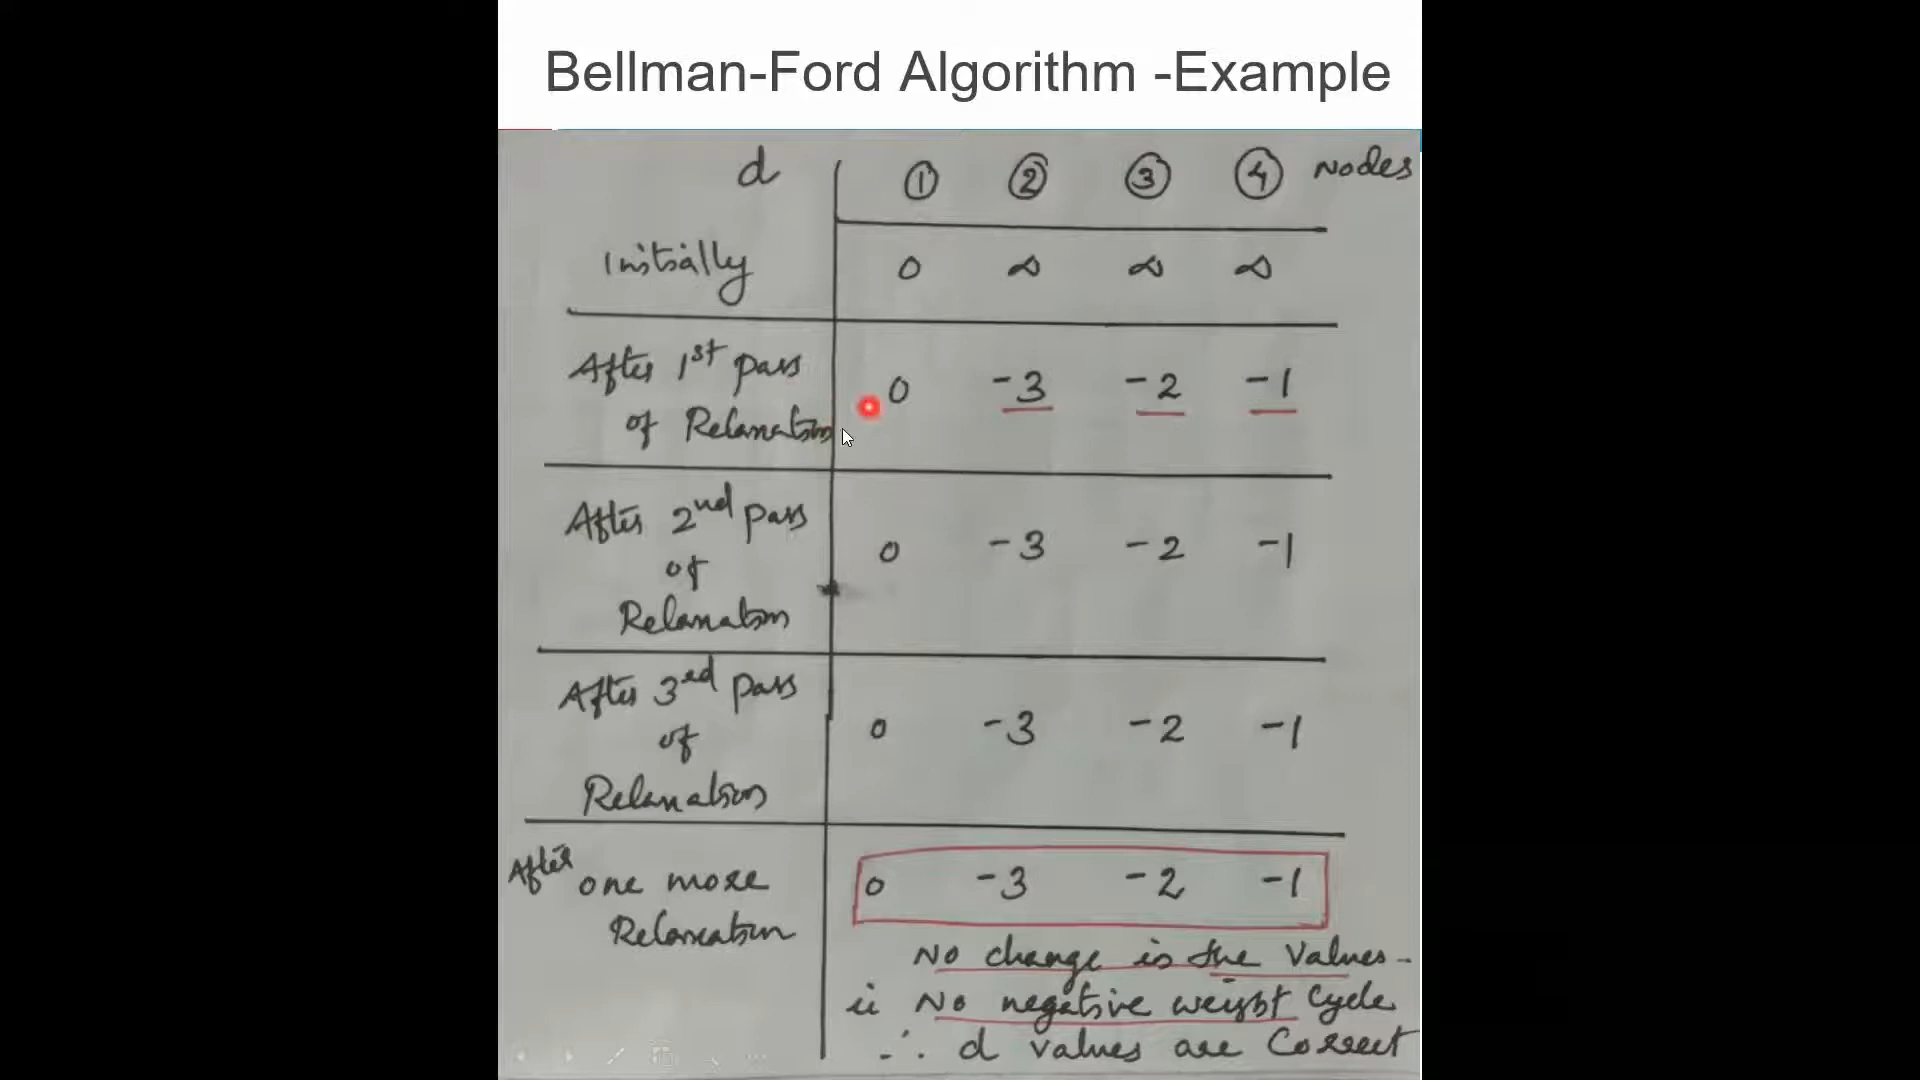 Bellman-Ford Algorithm -Example
d ① ② ③ ④ Nodes
Initially 0 ∞ ∞ ∞
After 1st pass
0 -3 -2 -1
of Relaxation
After 2nd pass
of
0 -3 -2 -1
Relaxation
After 3rd pass
of
0 -3 -2 -1
Relaxation
After one more
0 -3 -2 -1
Relaxation
No change in the values.
ie No negative weight cycle
∴ d values are correct